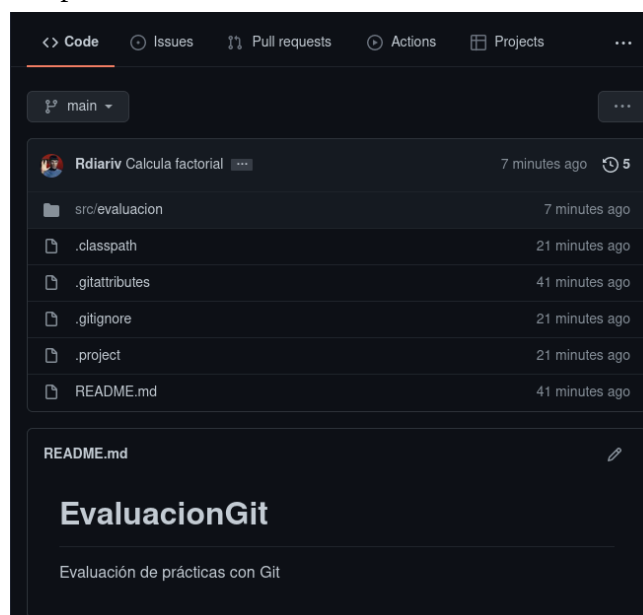 <> Code Issues Pull requests Actions Projects ...
main ...
Rdiariv Calcula factorial ... 7 minutes ago 5
src/evaluacion 7 minutes ago
.classpath 21 minutes ago
.gitattributes 41 minutes ago
.gitignore 21 minutes ago
.project 21 minutes ago
README.md 41 minutes ago
README.md
EvaluacionGit
Evaluación de prácticas con Git